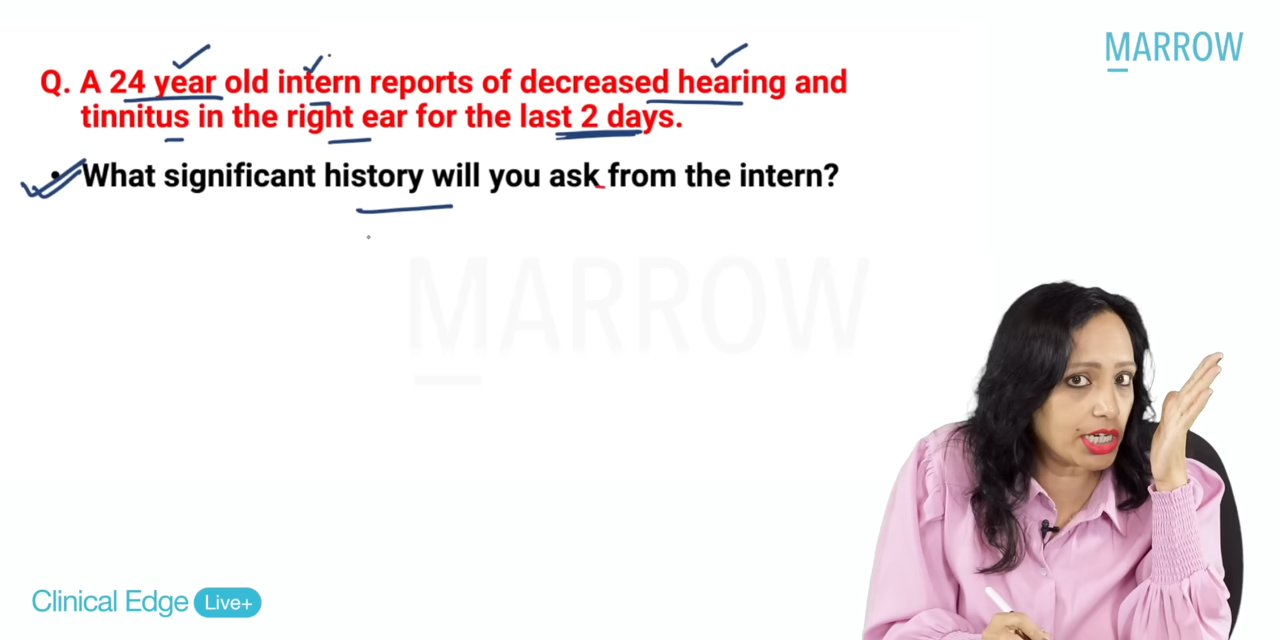 MARROW
Q. A 24 year old intern reports of decreased hearing and
tinnitus in the right ear for the last 2 days.
• What significant history will you ask from the intern?
MARROW
Clinical Edge Live+